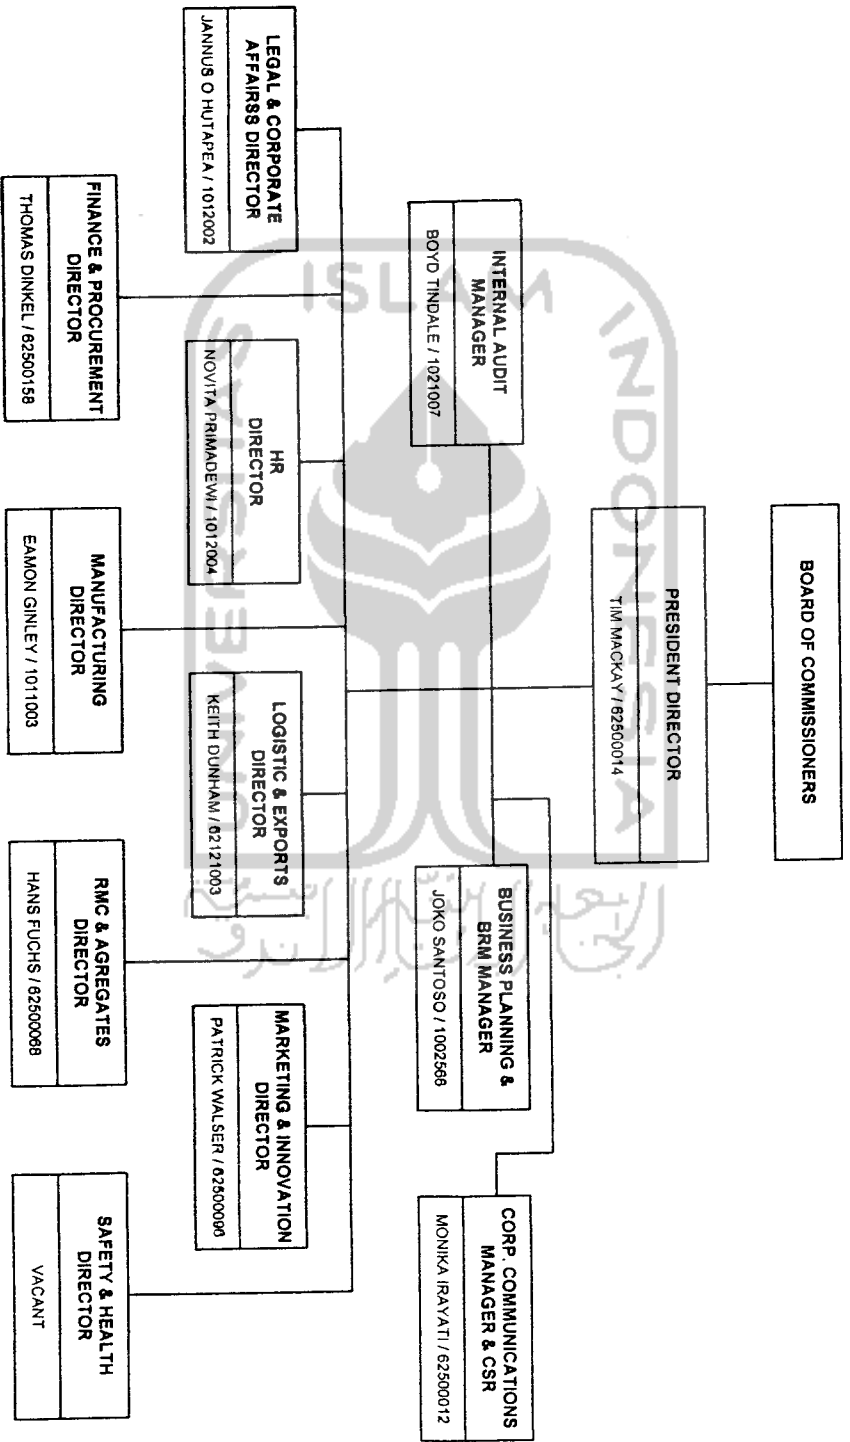 BOARD OF COMMISSIONERS
PRESIDENT DIRECTOR
TIM MACKAY / 62500014
INTERNAL AUDIT
MANAGER
BOYD TINDALE / 1021007
BUSINESS PLANNING &
BRM MANAGER
JOKO SANTOSO / 1002566
CORP. COMMUNICATIONS
MANAGER & CSR
MONIKA IRAYATI / 62500012
LEGAL & CORPORATE
AFFAIRSS DIRECTOR
JANNUS O HUTAPEA / 1012002
HR
DIRECTOR
NOVITA PRIMADEWI / 1012004
LOGISTIC & EXPORTS
DIRECTOR
KEITH DUNHAM / 62121003
MARKETING & INNOVATION
DIRECTOR
PATRICK WALSER / 62500096
FINANCE & PROCUREMENT
DIRECTOR
THOMAS DINKEL / 62500158
MANUFACTURING
DIRECTOR
EAMON GINLEY / 1011003
RMC & AGREGATES
DIRECTOR
HANS FUCHS / 62500068
SAFETY & HEALTH
DIRECTOR
VACANT
UNIVERSITAS
ISLAM
INDONESIA